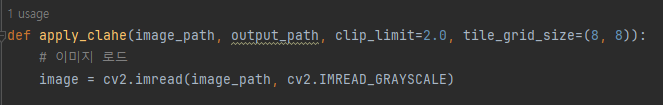 1 usage
def apply_clahe(image_path, output_path, clip_limit=2.0, tile_grid_size=(8, 8)):
# 이미지 로드
image = cv2.imread(image_path, cv2.IMREAD_GRAYSCALE)